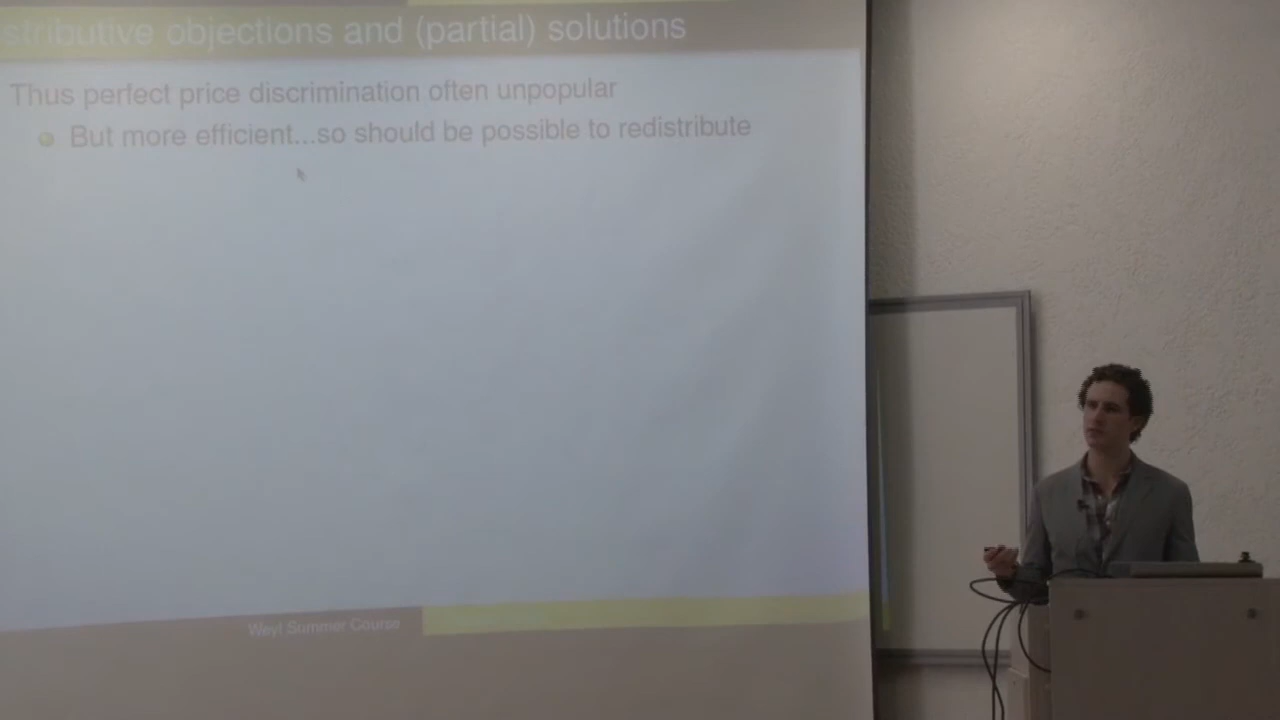 stributive objections and (partial) solutions
Thus perfect price discrimination often unpopular
But more efficient...so should be possible to redistribute
Weyl Summer Course